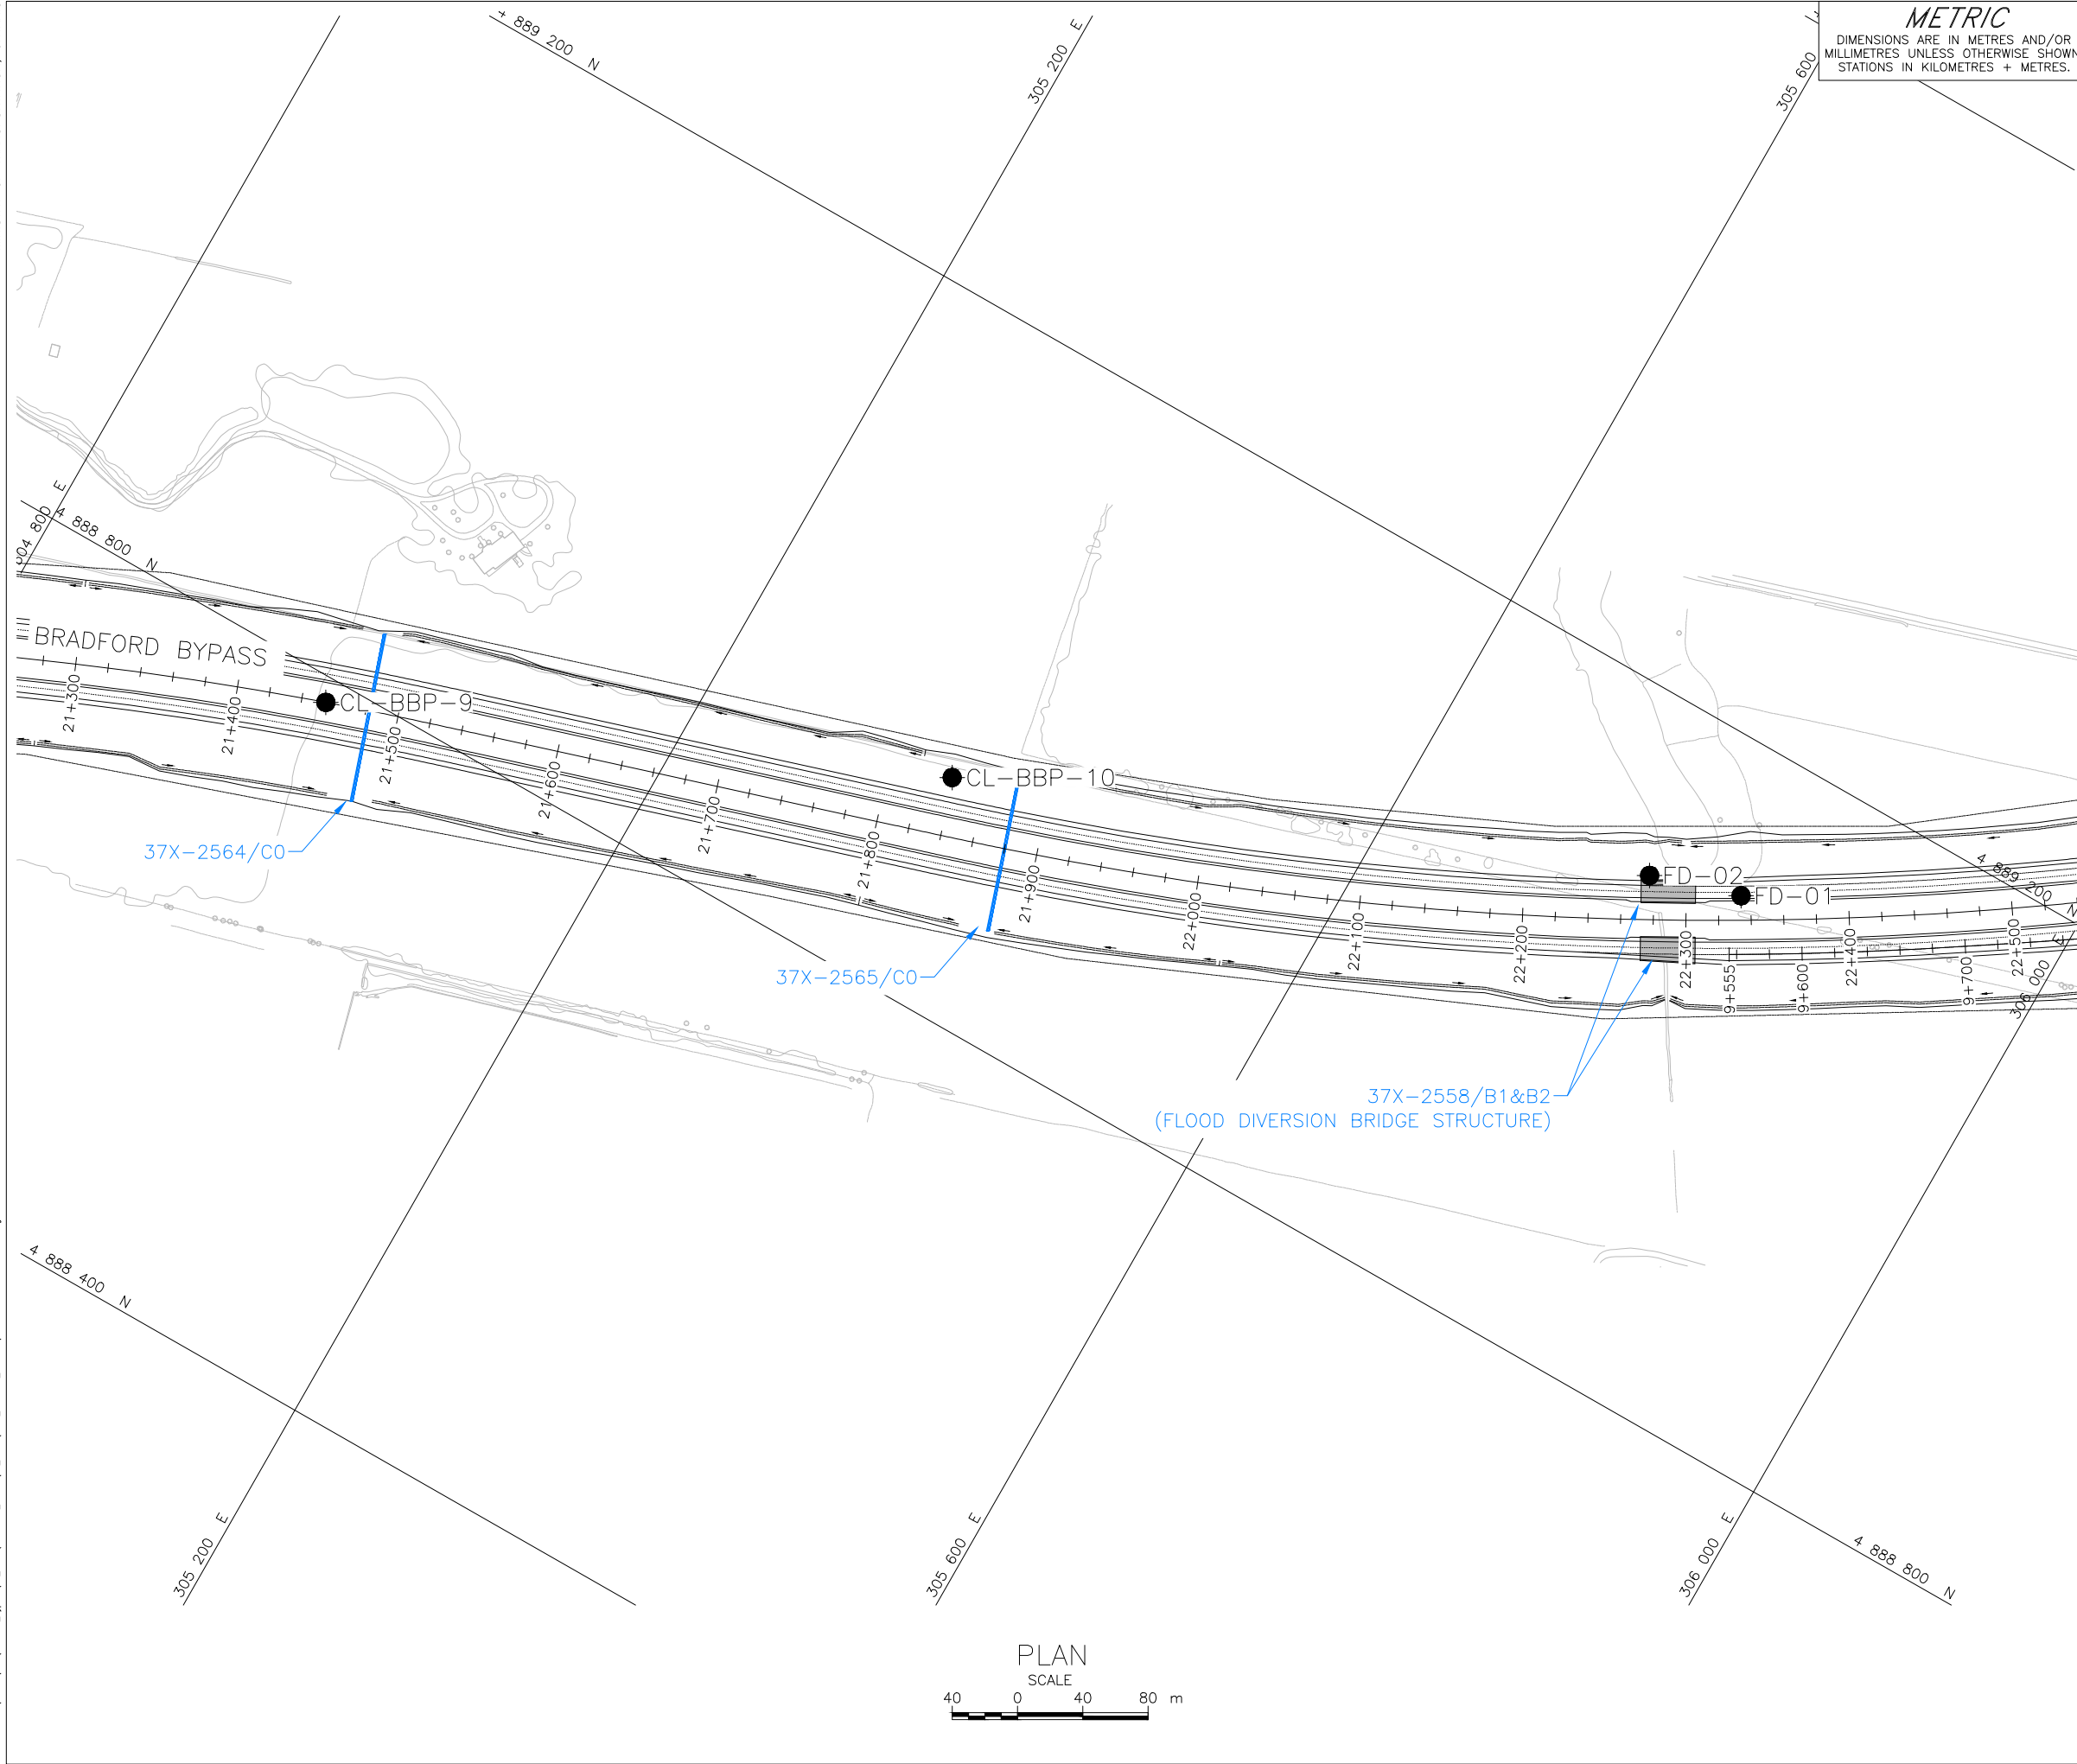 METRIC
DIMENSIONS ARE IN METRES AND/OR
MILLIMETRES UNLESS OTHERWISE SHOWN
STATIONS IN KILOMETRES + METRES.
889 200 N
305 200 E
305 600
800 E
4 888 800 N
BRADFORD BYPASS
21+300
21+400
21+500
21+600
21+700
21+800
21+900
22+000
22+100
22+200
22+300
22+400
22+500
9+555
9+600
9+700
CL-BBP-9
CL-BBP-10
FD-02
FD-01
4 889 200 N
306 000 E
37X-2564/C0
37X-2565/C0
37X-2558/B1&B2
(FLOOD DIVERSION BRIDGE STRUCTURE)
4 888 400 N
305 200 E
305 600 E
306 000 E
4 888 800 N
PLAN
SCALE
40 0 40 80 m